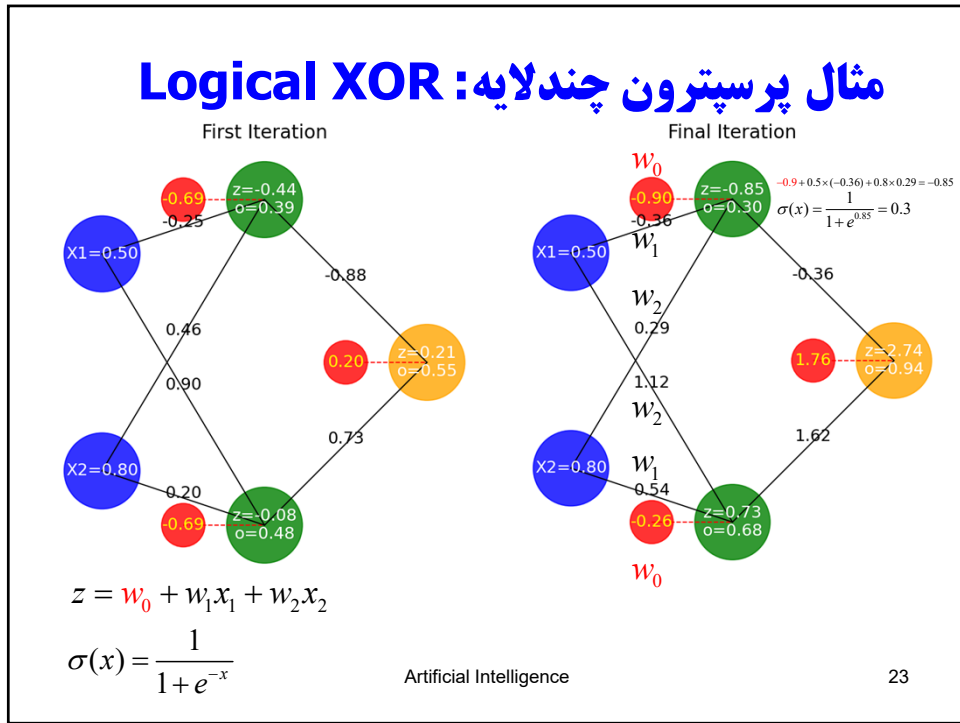 مثال پرسپترون چندلایه: Logical XOR
First Iteration
-0.69
z=-0.44
o=0.39
-0.25
X1=0.50
-0.88
0.46
0.20
z=0.21
o=0.55
0.90
0.73
X2=0.80
0.20
-0.69
z=-0.08
o=0.48
z = w₀ + w₁x₁ + w₂x₂
σ(x) = 1 / (1 + e⁻ˣ)
Final Iteration
w₀
-0.90
z=-0.85
o=0.30
-0.9 + 0.5×(-0.36) + 0.8×0.29 = -0.85
σ(x) = 1 / (1 + e^0.85) = 0.3
-0.36
w₁
X1=0.50
-0.36
w₂
0.29
1.76
z=2.74
o=0.94
1.12
w₂
1.62
w₁
X2=0.80
0.54
-0.26
z=0.73
o=0.68
w₀
Artificial Intelligence
23